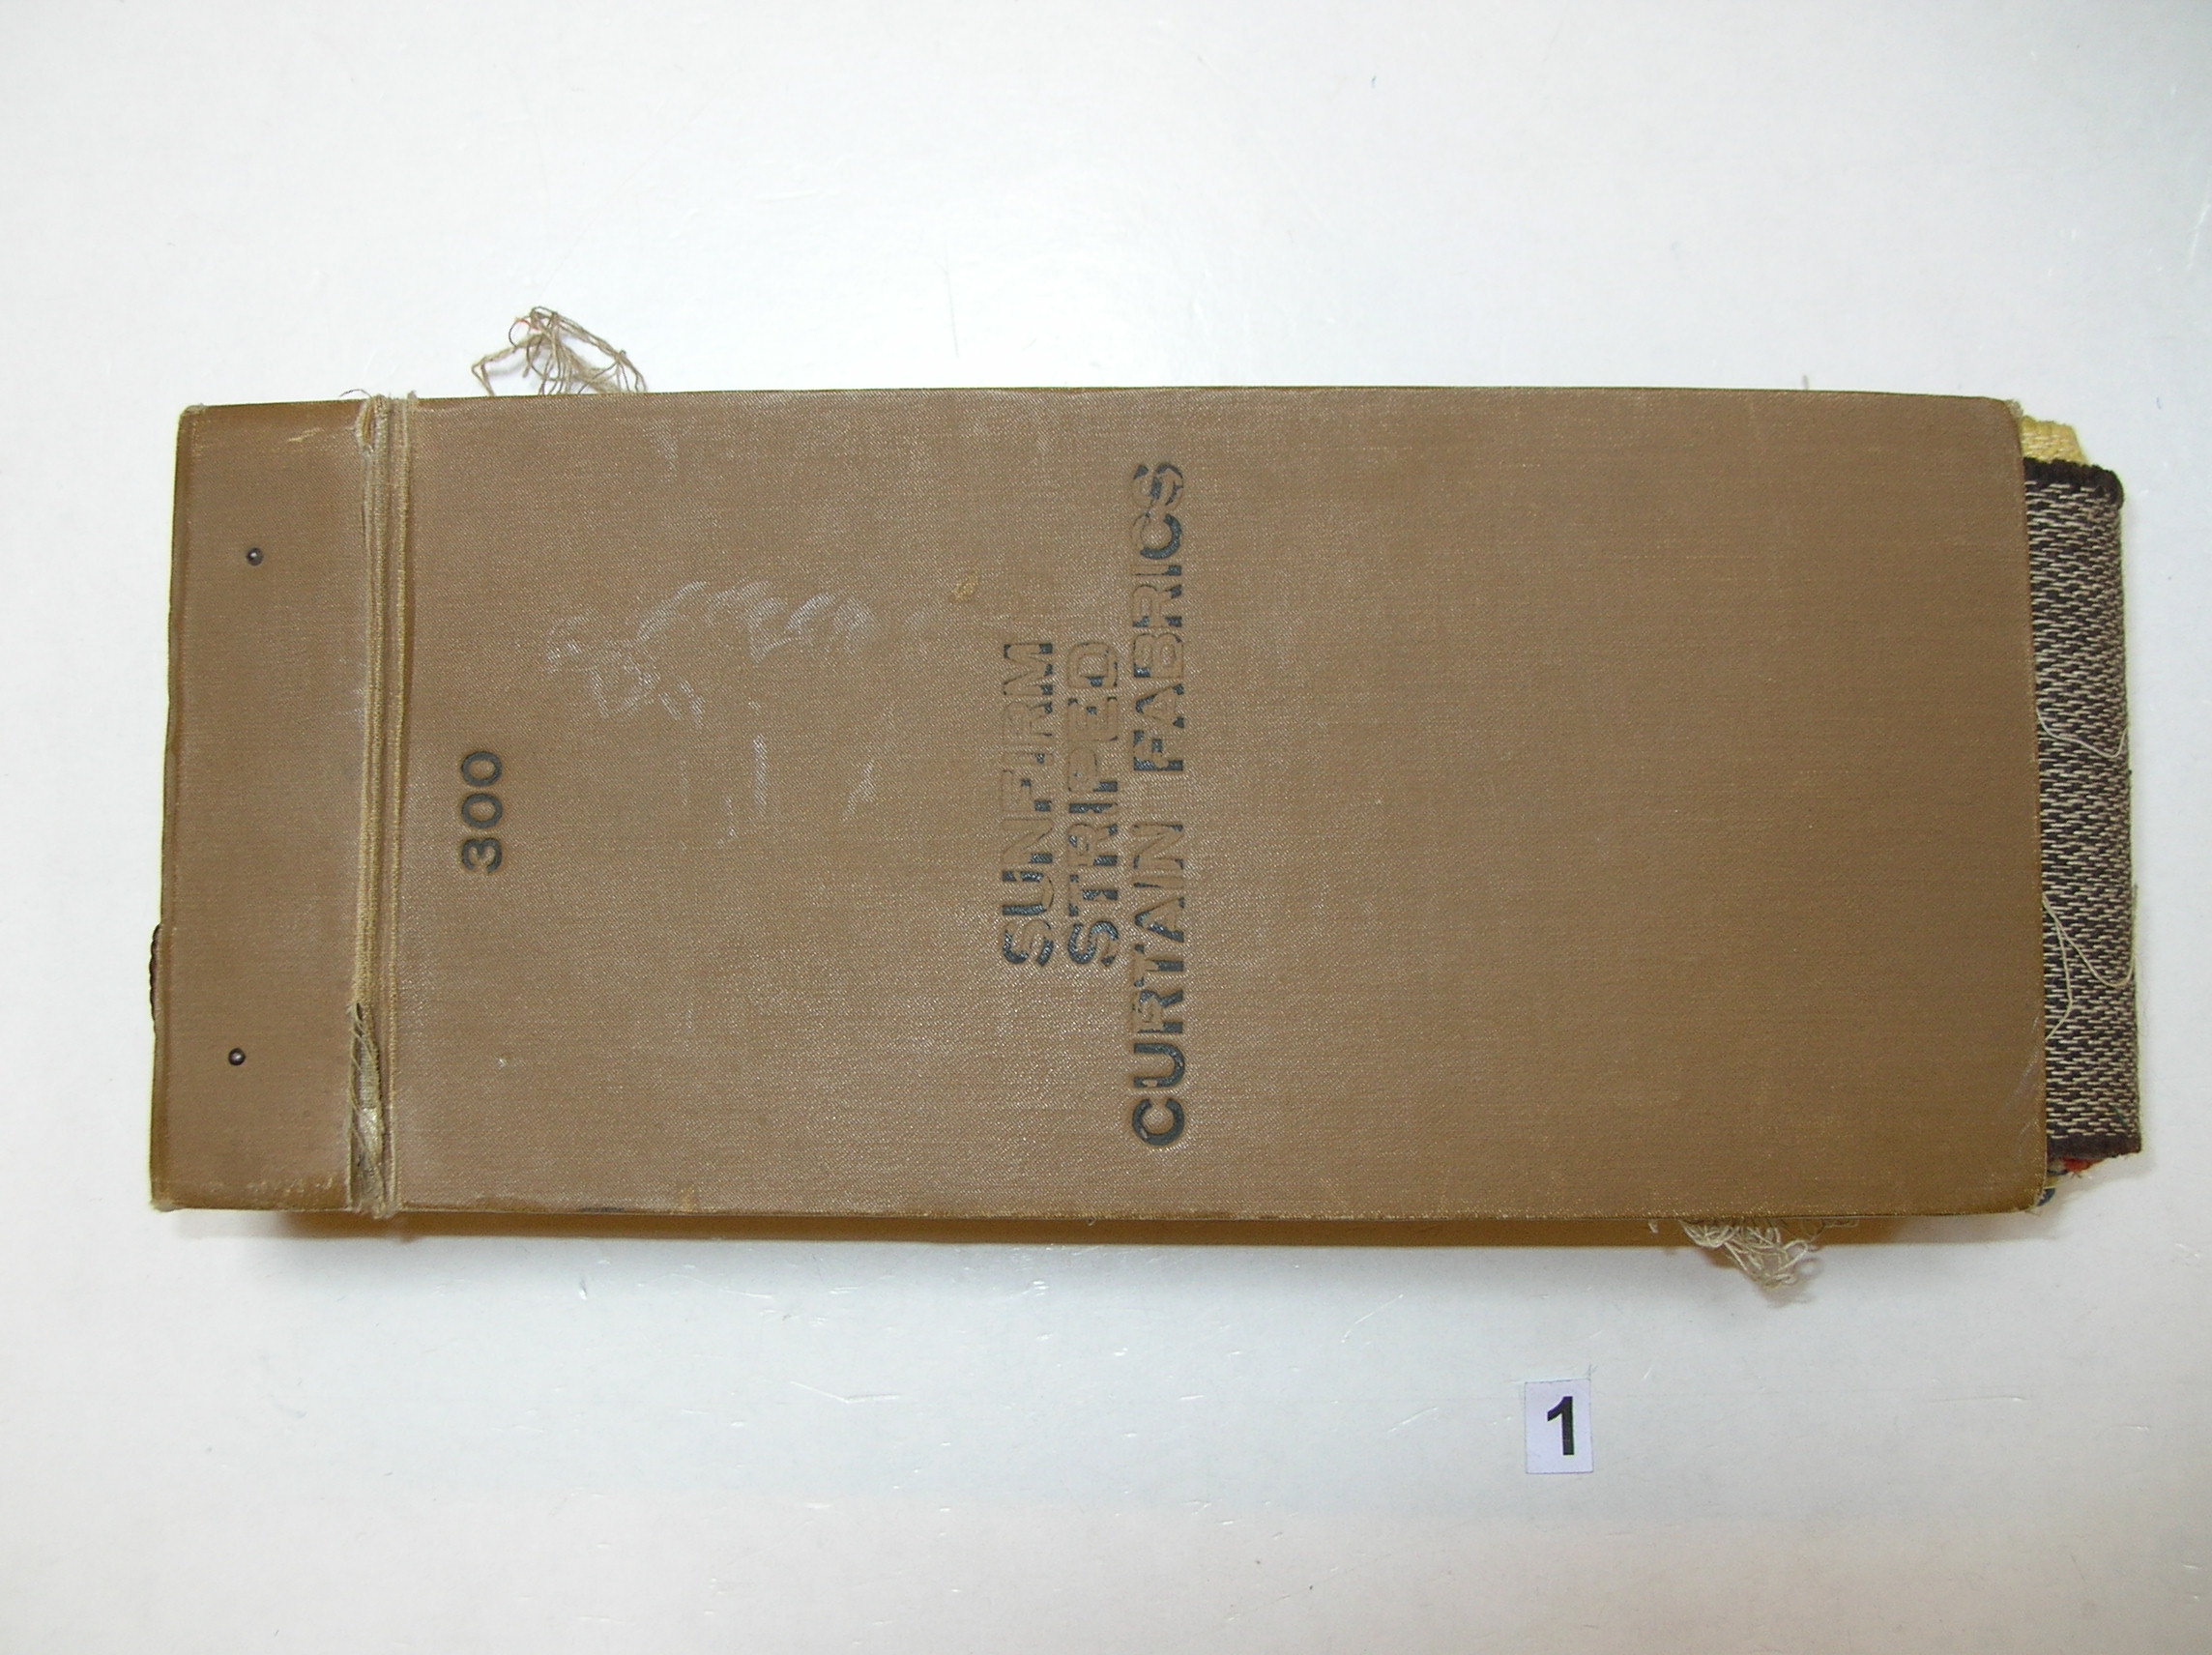 300
SUNFIRM
STRIPED
CURTAIN FABRICS
1